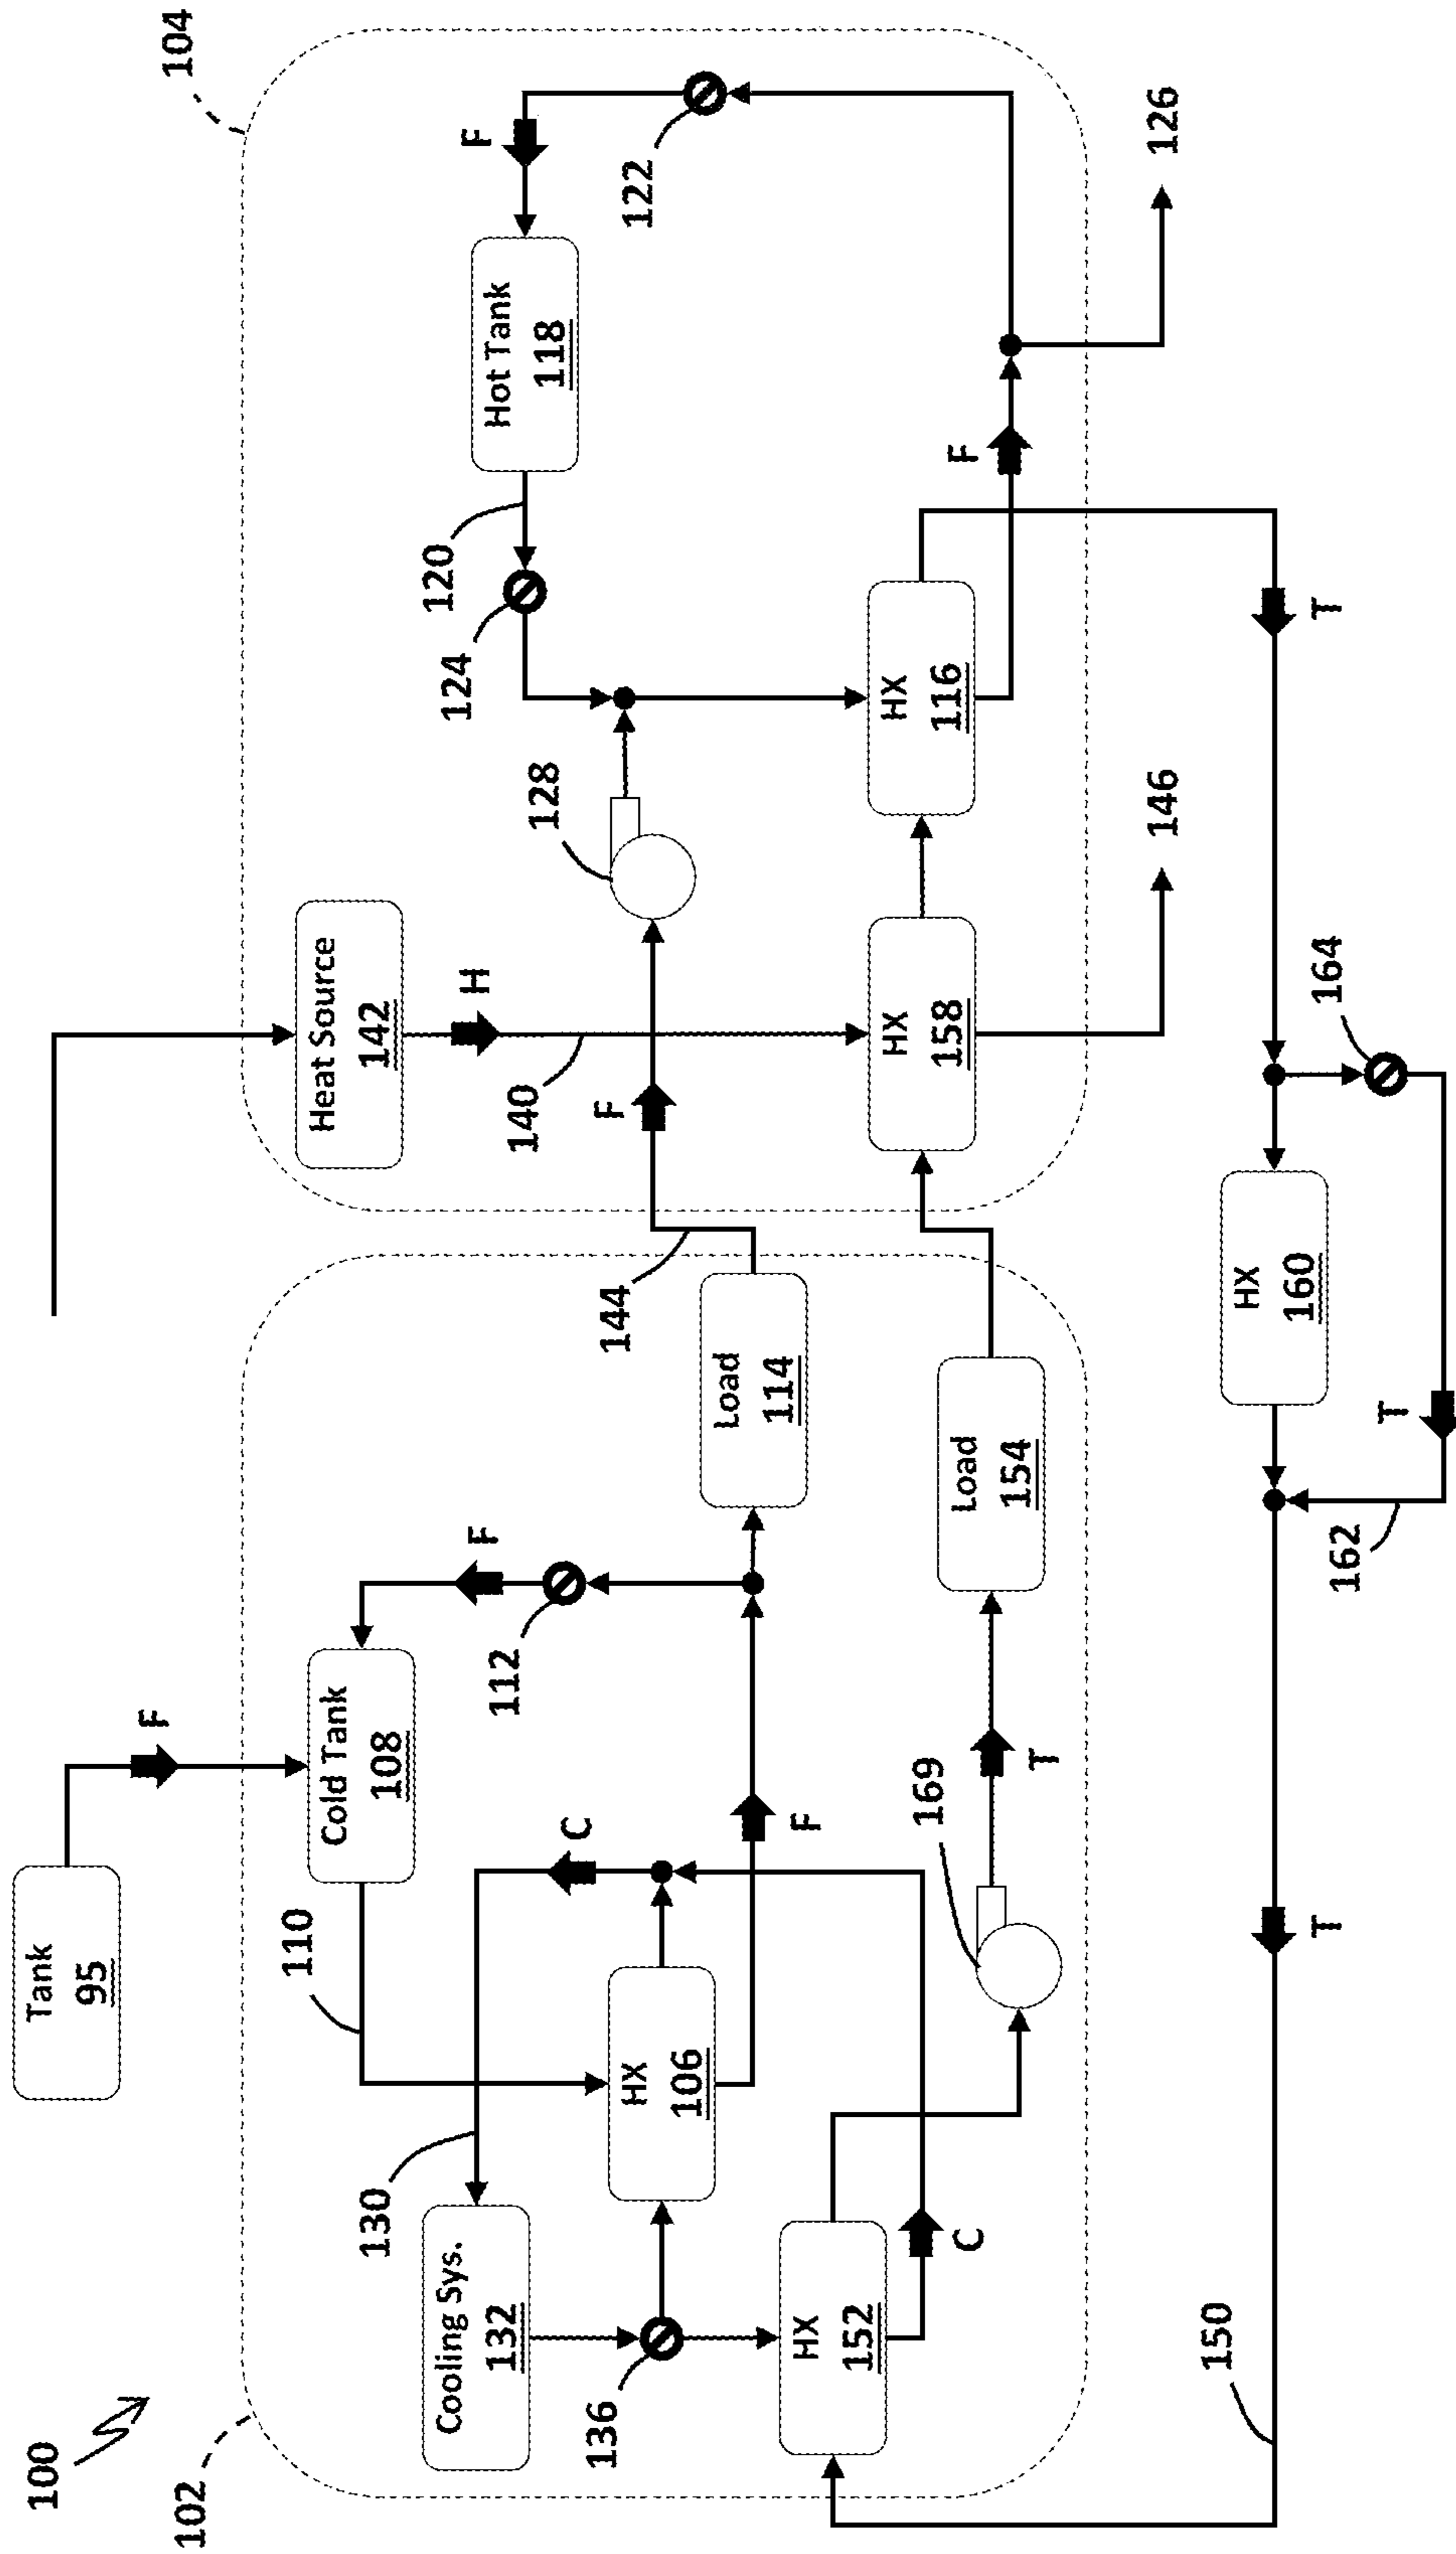 100
102
104
Tank
95
F
Cold Tank
108
110
F
112
130
C
Cooling Sys.
132
136
HX
106
F
HX
152
C
169
T
Load
114
144
Load
154
Heat Source
142
H
140
F
128
Hot Tank
118
120
124
F
122
HX
116
HX
158
F
126
146
T
164
HX
160
T
162
T
150